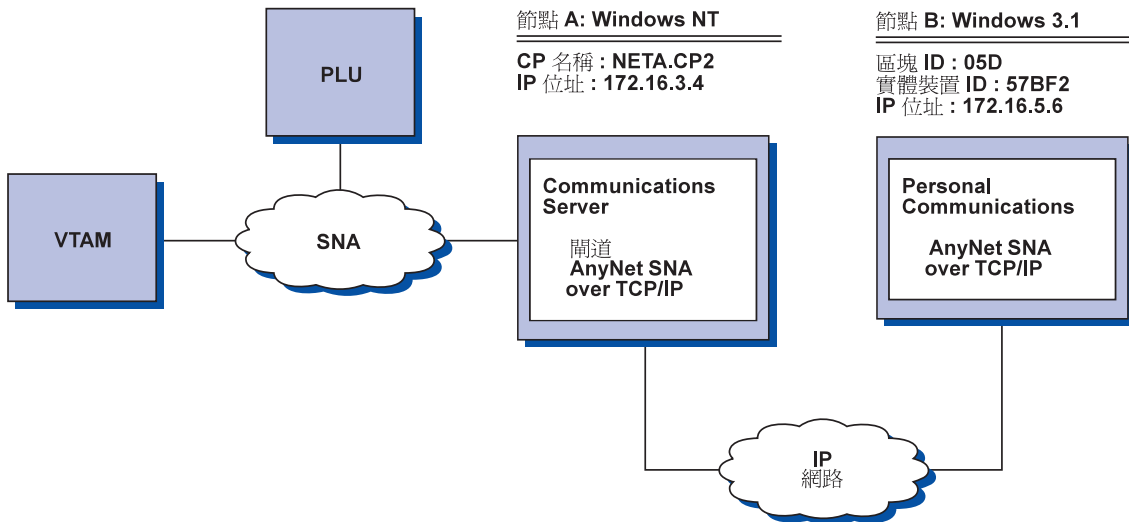 節點 A: Windows NT
CP 名稱 : NETA.CP2
IP 位址 : 172.16.3.4
節點 B: Windows 3.1
區塊 ID : 05D
實體裝置 ID : 57BF2
IP 位址 : 172.16.5.6
PLU
VTAM
SNA
Communications
Server
閘道
AnyNet SNA
over TCP/IP
Personal
Communications
AnyNet SNA
over TCP/IP
IP
網路